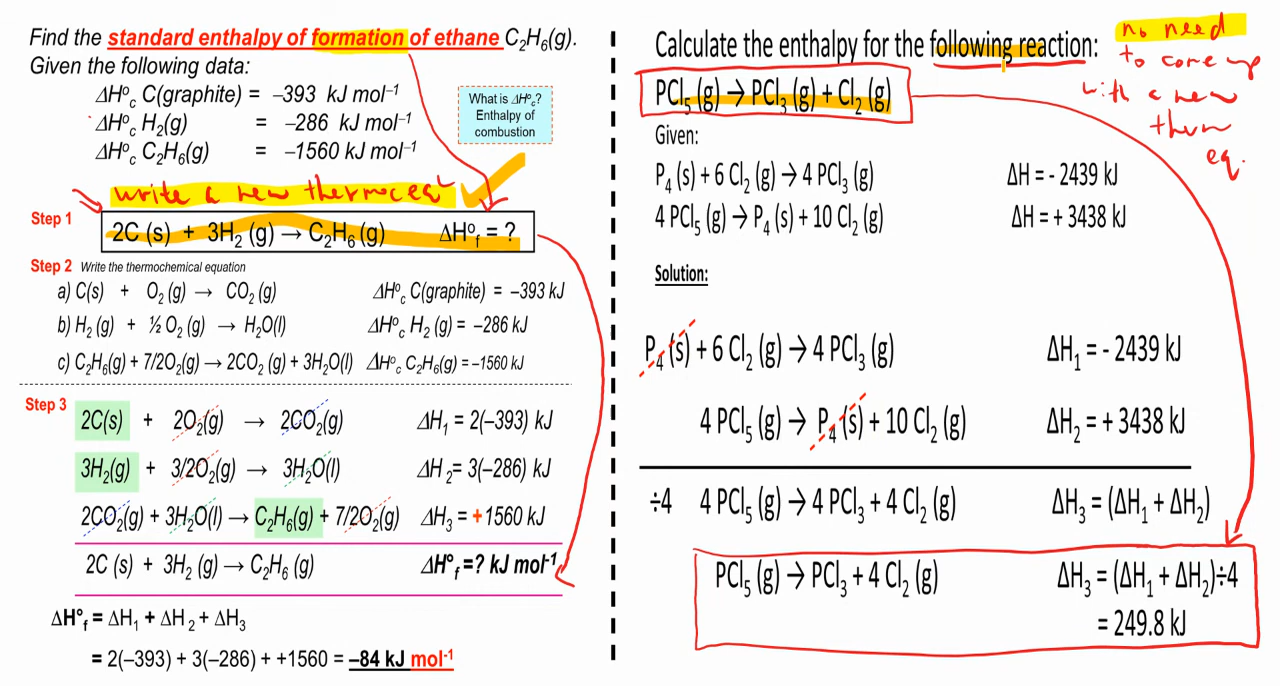 Find the standard enthalpy of formation of ethane C₂H₆(g).
Given the following data:
ΔH°c C(graphite) = –393 kJ mol⁻¹
ΔH°c H₂(g) = –286 kJ mol⁻¹
ΔH°c C₂H₆(g) = –1560 kJ mol⁻¹
What is ΔH°c?
Enthalpy of
combustion
write a new thermoc eq
Step 1
2C (s) + 3H₂ (g) → C₂H₆ (g) ΔH°f = ?
Step 2 Write the thermochemical equation
a) C(s) + O₂ (g) → CO₂ (g) ΔH°c C(graphite) = –393 kJ
b) H₂ (g) + ½ O₂ (g) → H₂O(l) ΔH°c H₂ (g) = –286 kJ
c) C₂H₆(g) + 7/2O₂(g) → 2CO₂ (g) + 3H₂O(l) ΔH°c C₂H₆(g) = –1560 kJ
Step 3
2C(s) + 2O₂(g) → 2CO₂(g) ΔH₁ = 2(–393) kJ
3H₂(g) + 3/2O₂(g) → 3H₂O(l) ΔH₂ = 3(–286) kJ
2CO₂(g) + 3H₂O(l) → C₂H₆(g) + 7/2O₂(g) ΔH₃ = +1560 kJ
2C (s) + 3H₂ (g) → C₂H₆ (g) ΔH°f =? kJ mol⁻¹
ΔH°f = ΔH₁ + ΔH₂ + ΔH₃
= 2(–393) + 3(–286) + +1560 = –84 kJ mol⁻¹
Calculate the enthalpy for the following reaction:
no need
to come up
with a new
therm
eq.
PCl₅ (g) → PCl₃ (g) + Cl₂ (g)
Given:
P₄ (s) + 6 Cl₂ (g) → 4 PCl₃ (g) ΔH = - 2439 kJ
4 PCl₅ (g) → P₄ (s) + 10 Cl₂ (g) ΔH = + 3438 kJ
Solution:
P₄ (s) + 6 Cl₂ (g) → 4 PCl₃ (g) ΔH₁ = - 2439 kJ
4 PCl₅ (g) → P₄ (s) + 10 Cl₂ (g) ΔH₂ = + 3438 kJ
÷4 4 PCl₅ (g) → 4 PCl₃ + 4 Cl₂ (g) ΔH₃ = (ΔH₁ + ΔH₂)
PCl₅ (g) → PCl₃ + 4 Cl₂ (g) ΔH₃ = (ΔH₁ + ΔH₂)÷4
= 249.8 kJ